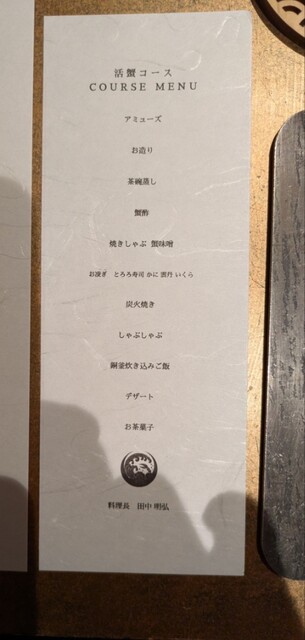 活蟹コース
COURSE MENU
アミューズ
お造り
茶碗蒸し
蟹酢
焼きしゃぶ 蟹味噌
お凌ぎ とろろ寿司 かに 雲丹 いくら
炭火焼き
しゃぶしゃぶ
銅釜炊き込みご飯
デザート
お茶菓子
料理長 田中 明弘